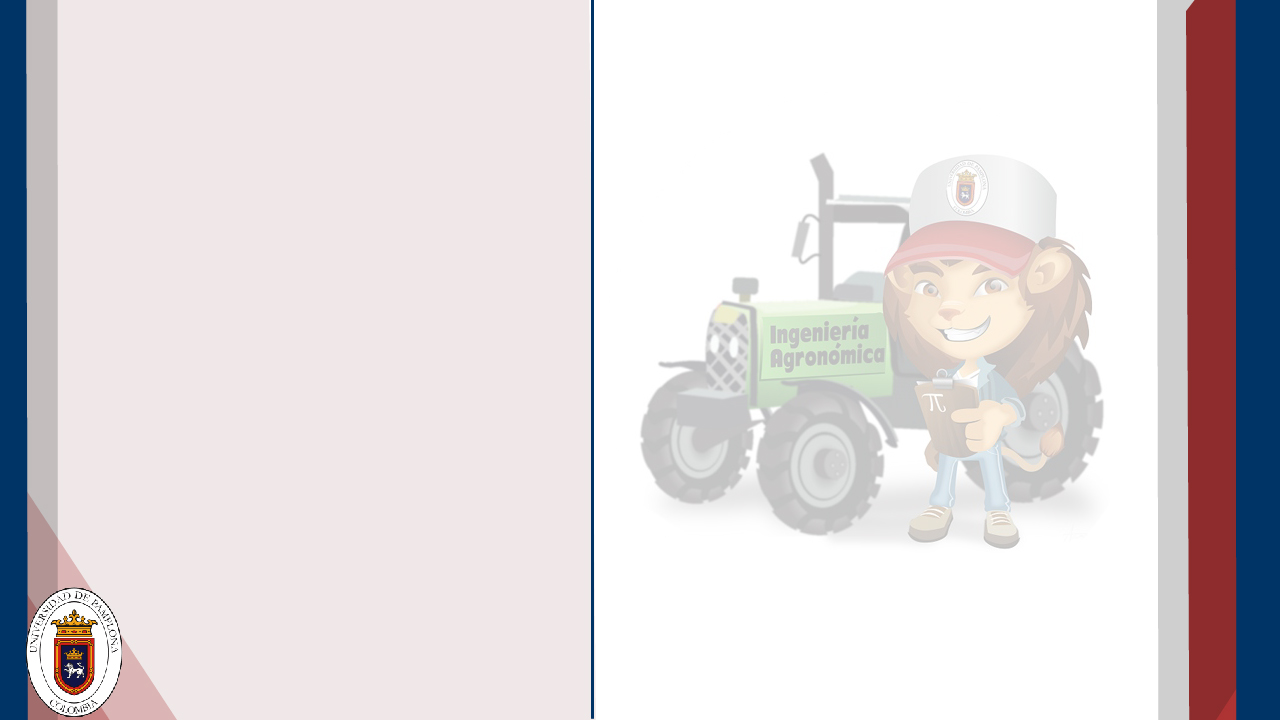 Ingeniería
Agronómica
π
UNIVERSIDAD DE PAMPLONA
COLOMBIA